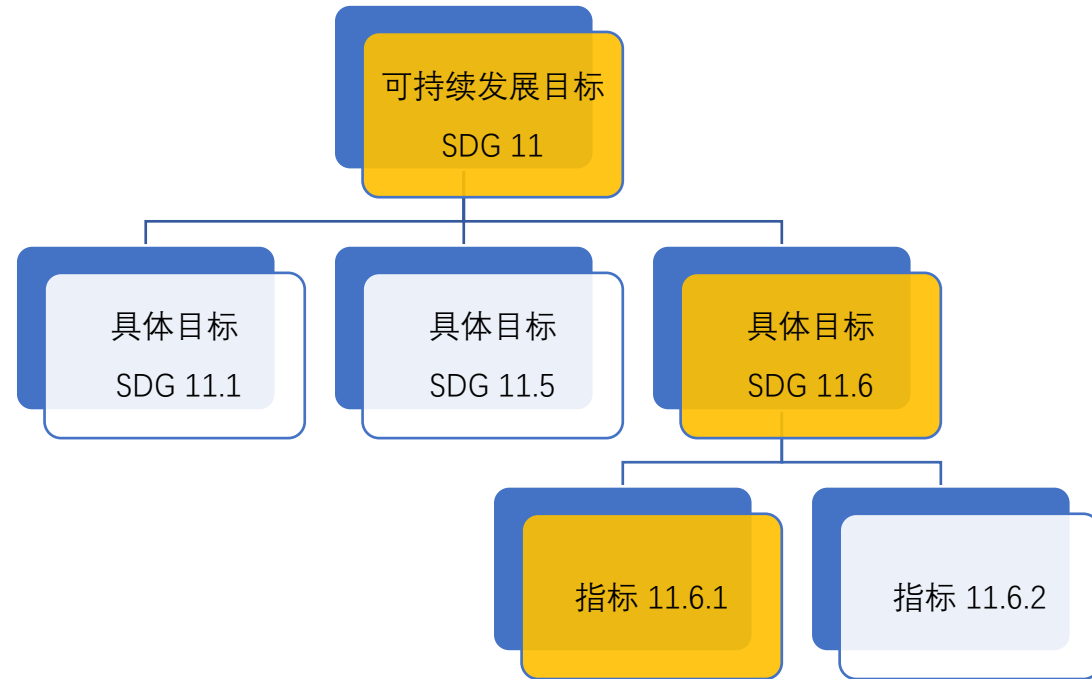 可持续发展目标
SDG 11
具体目标
SDG 11.1
具体目标
SDG 11.5
具体目标
SDG 11.6
指标 11.6.1
指标 11.6.2